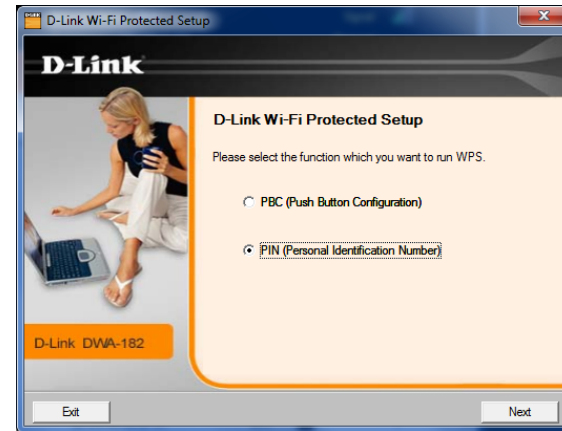 D-Link Wi-Fi Protected Setup
D-Link
D-Link Wi-Fi Protected Setup
Please select the function which you want to run WPS.
PBC (Push Button Configuration)
PIN (Personal Identification Number)
D-Link DWA-182
Exit
Next